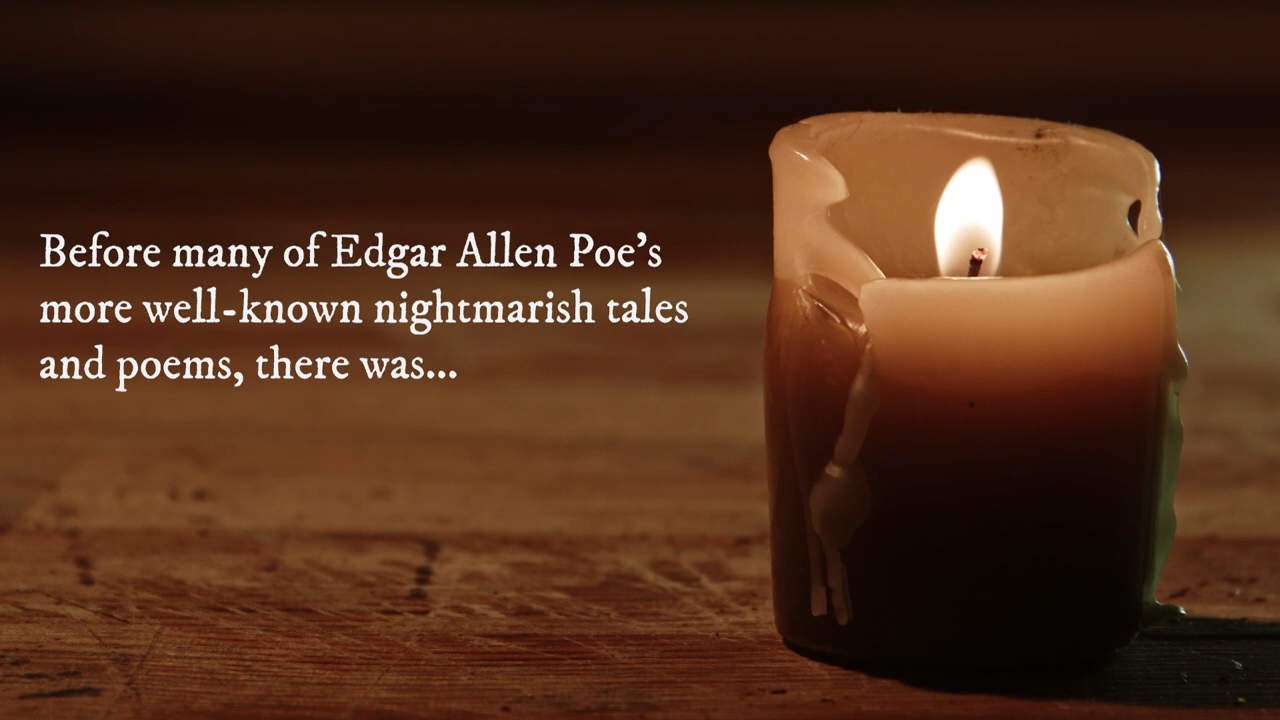 Before many of Edgar Allen Poe's
more well-known nightmarish tales
and poems, there was...